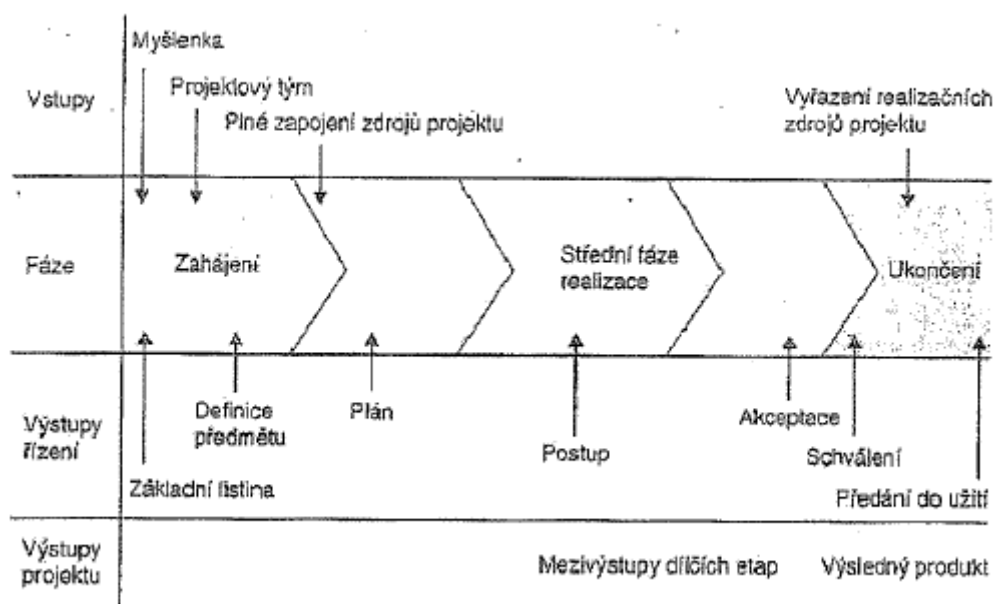 Myšlenka
Vstupy
Projektový tým
Plné zapojení zdrojů projektu
Vyřazení realizačních
zdrojů projektu
Fáze
Zahájení
Střední fáze
realizace
Ukončení
Výstupy
řízení
Definice
předmětu
Plán
Postup
Akceptace
Schválení
Základní listina
Předání do užití
Výstupy
projektu
Mezivýstupy dílčích etap
Výsledný produkt